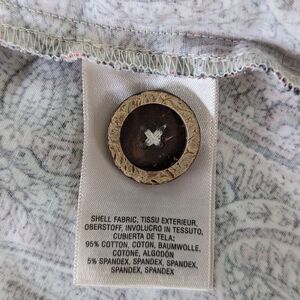 SHELL FABRIC, TISSU EXTERIEUR,
OBERSTOFF, INVOLUCRO IN TESSUTO,
CUBIERTA DE TELA:
95% COTTON, COTON, BAUMWOLLE,
COTONE, ALGODON
5% SPANDEX, SPANDEX, SPANDEX,
SPANDEX, SPANDEX